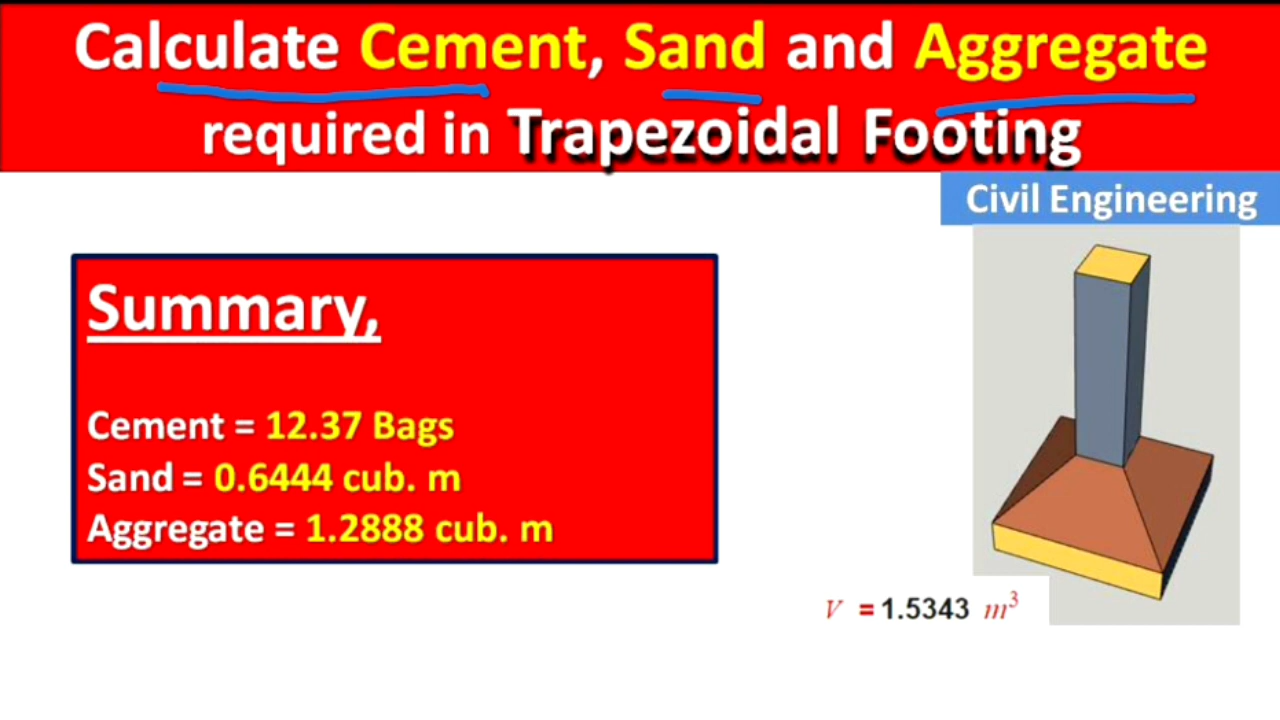 Calculate Cement, Sand and Aggregate
required in Trapezoidal Footing
Civil Engineering
Summary,
Cement = 12.37 Bags
Sand = 0.6444 cub. m
Aggregate = 1.2888 cub. m
V = 1.5343 m³